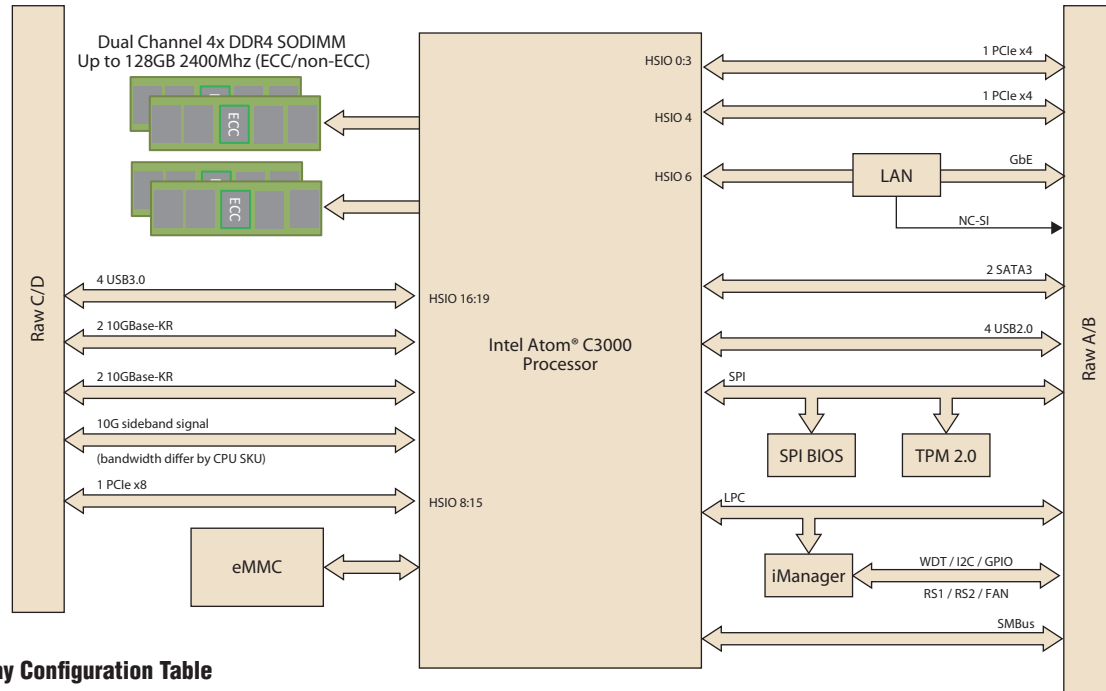 Dual Channel 4x DDR4 SODIMM
Up to 128GB 2400Mhz (ECC/non-ECC)
ECC
ECC
Raw C/D
4 USB3.0
2 10GBase-KR
2 10GBase-KR
10G sideband signal
(bandwidth differ by CPU SKU)
1 PCIe x8
eMMC
HSIO 16:19
HSIO 8:15
Intel Atom® C3000
Processor
HSIO 0:3
HSIO 4
HSIO 6
1 PCIe x4
1 PCIe x4
LAN
GbE
NC-SI
2 SATA3
4 USB2.0
SPI
SPI BIOS
TPM 2.0
LPC
iManager
WDT / I2C / GPIO
RS1 / RS2 / FAN
SMBus
Raw A/B
Configuration Table